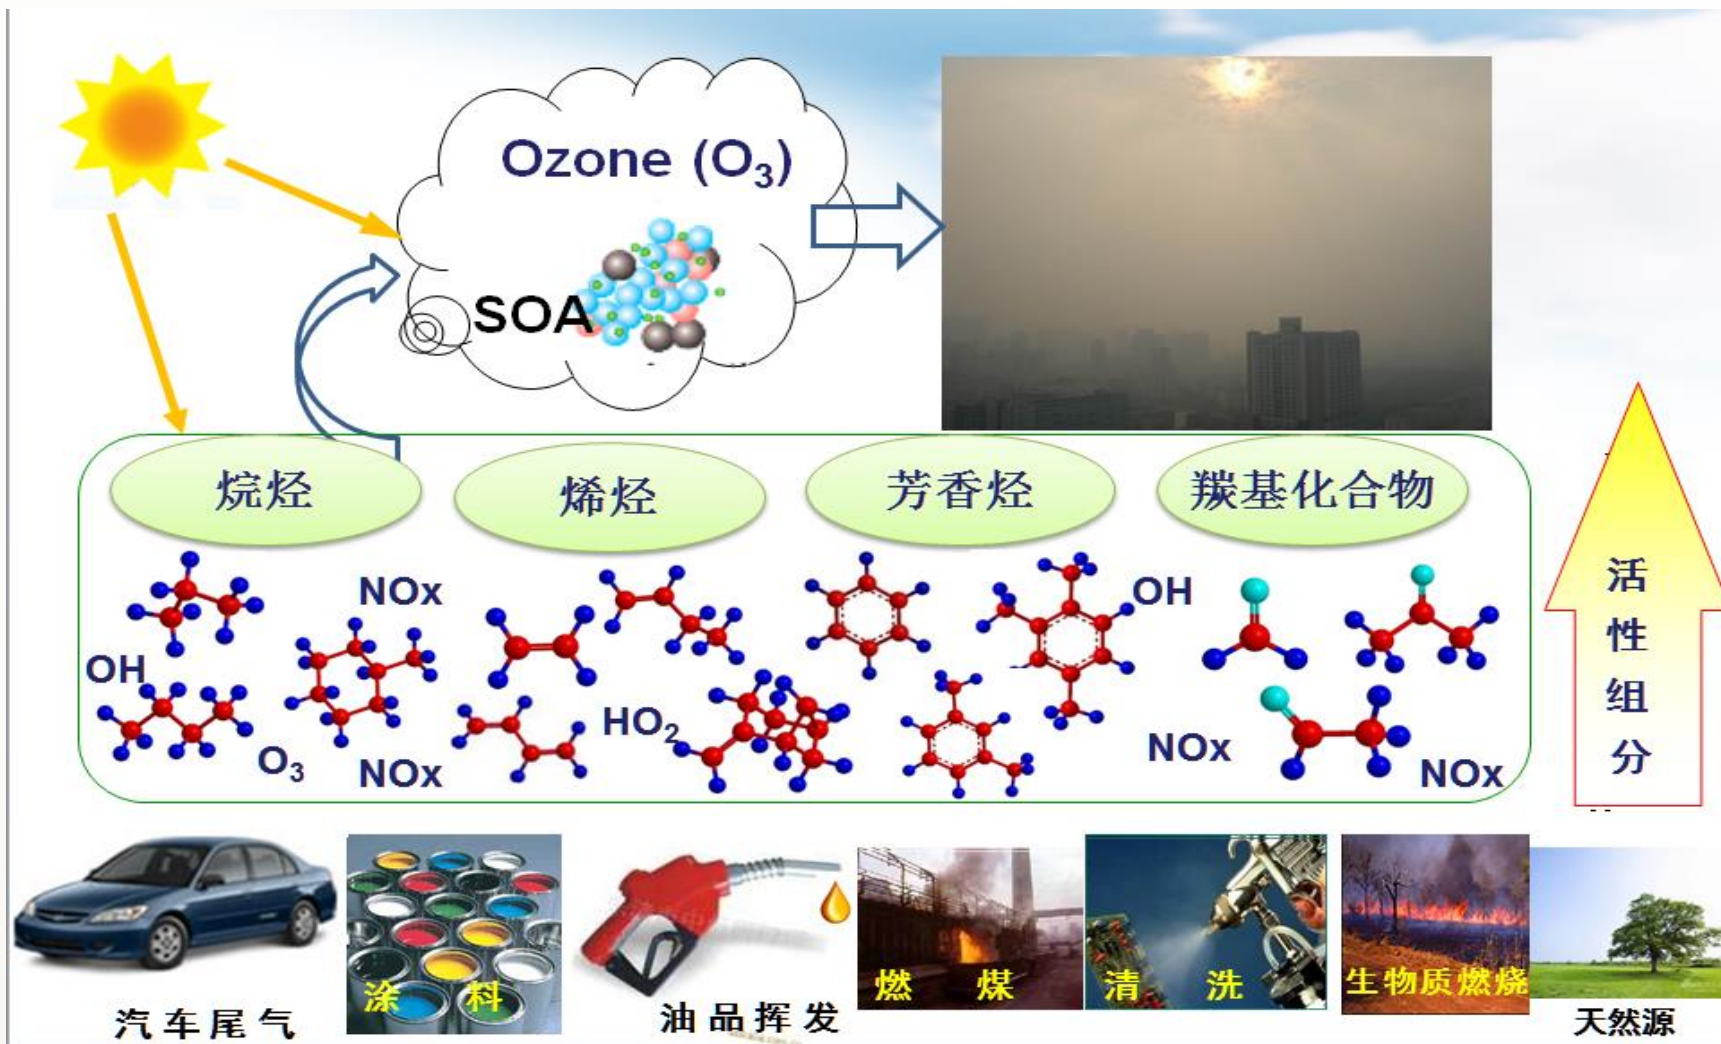 Ozone (O₃)
SOA
烷烃
烯烃
芳香烃
羰基化合物
NOx
OH
OH
HO₂
O₃
NOx
NOx
NOx
活
性
组
分
汽车尾气
涂料
油品挥发
燃煤
清洗
生物质燃烧
天然源